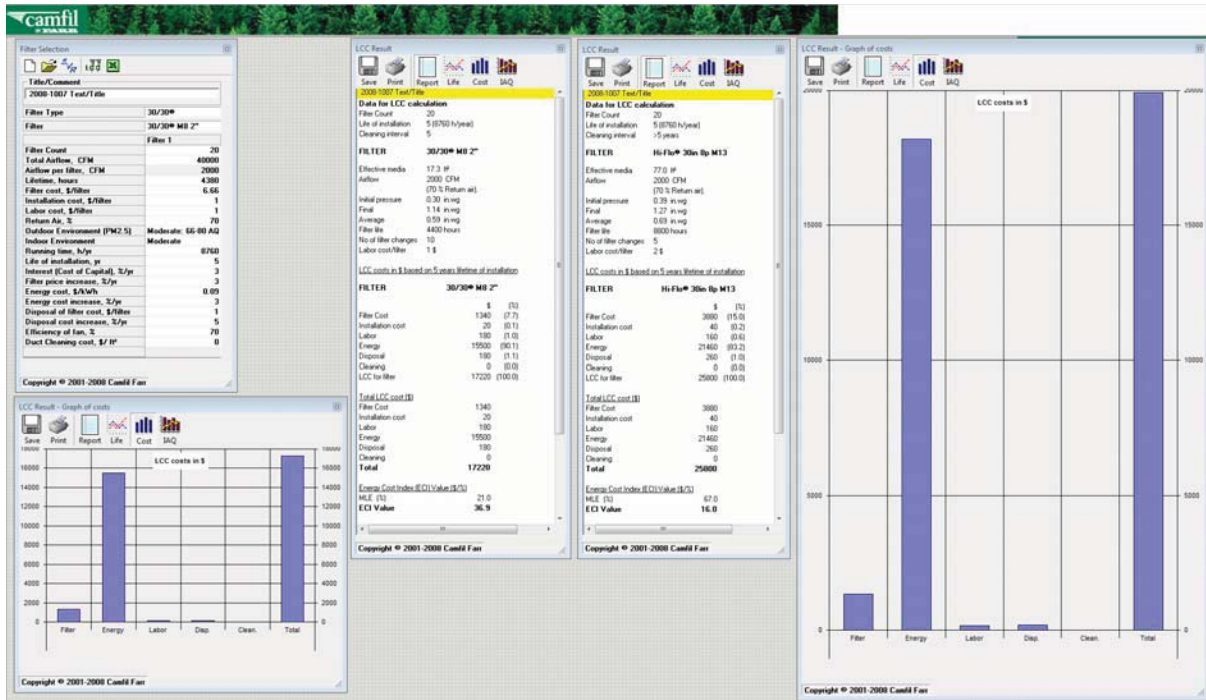 camfil
FARR
Filter Selection
Title/Comment
2008-1007 Text/Title
Filter Type 30/30®
Filter 30/30® M8 2"
Filter 1
Filter Count 20
Total Airflow, CFM 40000
Airflow per filter, CFM 2000
Lifetime, hours 4380
Filter cost, $/filter 6.66
Installation cost, $/filter 1
Labor cost, $/filter 1
Return Air, % 70
Outdoor Environment (PM2.5) Moderate: 66-80 AQ
Indoor Environment Moderate
Running time, h/yr 8760
Life of installation, yr 5
Interest (Cost of Capital), %/yr 3
Filter price increase, %/yr 3
Energy cost, $/kWh 0.09
Energy cost increase, %/yr 3
Disposal of filter cost, $/filter 1
Disposal cost increase, %/yr 5
Efficiency of fan, % 70
Duct Cleaning cost, $/ ft² 0
Copyright © 2001-2008 Camfil Farr
LCC Result - Graph of costs
Save Print Report Life Cost IAQ
LCC costs in $
18000 18000
16000 16000
14000 14000
12000 12000
10000 10000
8000 8000
6000 6000
4000 4000
2000 2000
0 0
Filter Energy Labor Disp. Clean. Total
Copyright © 2001-2008 Camfil Farr
LCC Result
Save Print Report Life Cost IAQ
2008-1007 Text/Title
Data for LCC calculation
Filter Count 20
Life of installation 5 (8760 h/year)
Cleaning interval 5
FILTER 30/30® M8 2"
Effective media 17.3 ft²
Airflow 2000 CFM
(70 % Return air).
Initial pressure 0.30 in.wg
Final 1.14 in.wg
Average 0.59 in.wg
Filter life 4400 hours
No of filter changes 10
Labor cost/filter 1 $
LCC costs in $ based on 5 years lifetime of installation
FILTER 30/30® M8 2"
$ (%)
Filter Cost 1340 (7.7)
Installation cost 20 (0.1)
Labor 180 (1.0)
Energy 15500 (90.1)
Disposal 180 (1.1)
Cleaning 0 (0.0)
LCC for filter 17220 (100.0)
Total LCC cost ($)
Filter Cost 1340
Installation cost 20
Labor 180
Energy 15500
Disposal 180
Cleaning 0
Total 17220
Energy Cost Index (ECI) Value ($/%)
MLE (%) 21.0
ECI Value 36.9
Copyright © 2001-2008 Camfil Farr
LCC Result
Save Print Report Life Cost IAQ
2008-1007 Text/Title
Data for LCC calculation
Filter Count 20
Life of installation 5 (8760 h/year)
Cleaning interval >5 years
FILTER Hi-Flo® 30in 8p M13
Effective media 77.0 ft²
Airflow 2000 CFM
(70 % Return air).
Initial pressure 0.39 in.wg
Final 1.27 in.wg
Average 0.69 in.wg
Filter life 8800 hours
No of filter changes 5
Labor cost/filter 2 $
LCC costs in $ based on 5 years lifetime of installation
FILTER Hi-Flo® 30in 8p M13
$ (%)
Filter Cost 3880 (15.0)
Installation cost 40 (0.2)
Labor 160 (0.6)
Energy 21460 (83.2)
Disposal 260 (1.0)
Cleaning 0 (0.0)
LCC for filter 25800 (100.0)
Total LCC cost ($)
Filter Cost 3880
Installation cost 40
Labor 160
Energy 21460
Disposal 260
Cleaning 0
Total 25800
Energy Cost Index (ECI) Value ($/%)
MLE (%) 67.0
ECI Value 16.0
Copyright © 2001-2008 Camfil Farr
LCC Result - Graph of costs
Save Print Report Life Cost IAQ
LCC costs in $
20000 20000
15000 15000
10000 10000
5000 5000
0 0
Filter Energy Labor Disp. Clean. Total
Copyright © 2001-2008 Camfil Farr